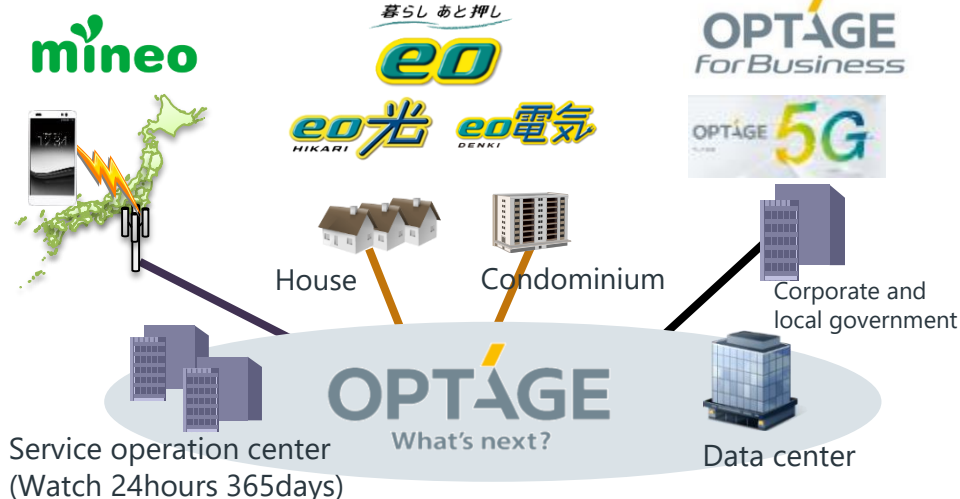 mineo
暮らし あと押し
eo
eo光
HIKARI
eo電気
DENKI
OPTAGE
for Business
OPTAGE
5G
House
Condominium
Corporate and
local government
OPTAGE
What's next?
Service operation center
(Watch 24hours 365days)
Data center